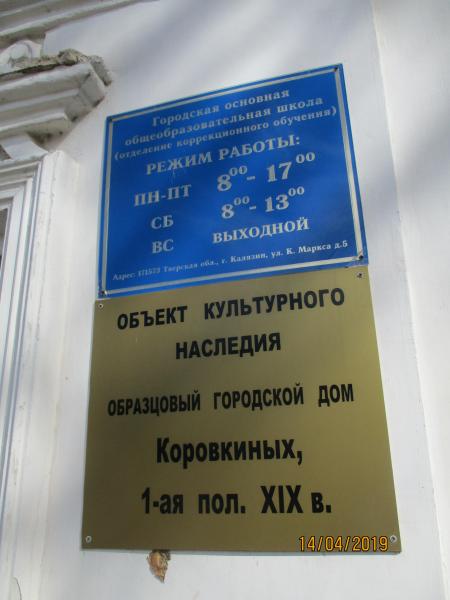 Городская основная
общеобразовательная школа
(отделение коррекционного обучения)
РЕЖИМ РАБОТЫ:
ПН-ПТ 8⁰⁰ - 17⁰⁰
СБ 8⁰⁰ - 13⁰⁰
ВС ВЫХОДНОЙ
Адрес: 171573 Тверская обл., г. Калязин, ул. К. Маркса д.5
ОБЪЕКТ КУЛЬТУРНОГО
НАСЛЕДИЯ
ОБРАЗЦОВЫЙ ГОРОДСКОЙ ДОМ
Коровкиных,
1-ая пол. XIX в.
14/04/2019